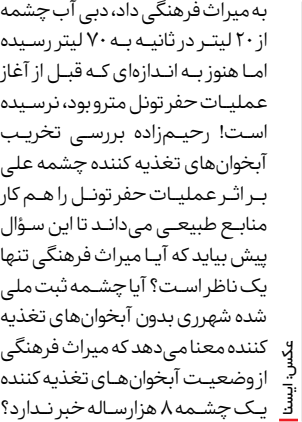 به میراث فرهنگی داد، دبی آب چشمه
از ۲۰ لیتر در ثانیه به ۷۰ لیتر رسیده
اما هنوز به اندازه‌ای که قبل از آغاز
عملیات حفر تونل مترو بود، نرسیده
است! رحیم‌زاده بررسی تخریب
آبخوان‌های تغذیه کننده چشمه علی
بر اثر عملیات حفر تونل را هم کار
منابع طبیعی می‌داند تا این سؤال
پیش بیاید که آیا میراث فرهنگی تنها
یک ناظر است؟ آیا چشمه ثبت ملی
شده شهرری بدون آبخوان‌های تغذیه
کننده معنا می‌دهد که میراث فرهنگی
از وضعیت آبخوان‌های تغذیه کننده
یک چشمه ۸ هزارساله خبر ندارد؟
عکس: ایسنا